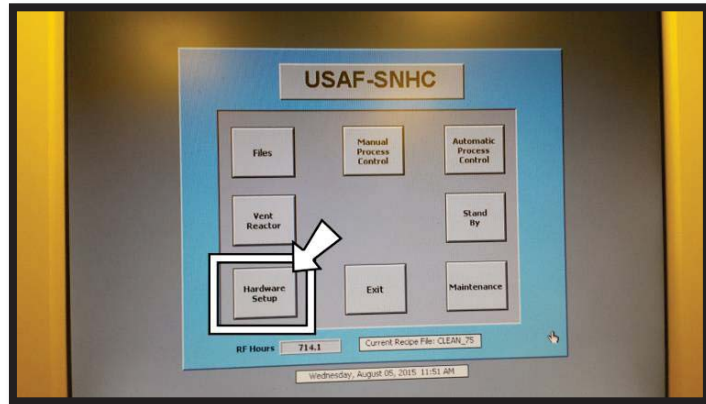 USAF-SNHC
Files
Manual
Process
Control
Automatic
Process
Control
Vent
Reactor
Stand
By
Hardware
Setup
Exit
Maintenance
RF Hours 714.1
Current Recipe File: CLEAN_75
Wednesday, August 05, 2015 11:51 AM